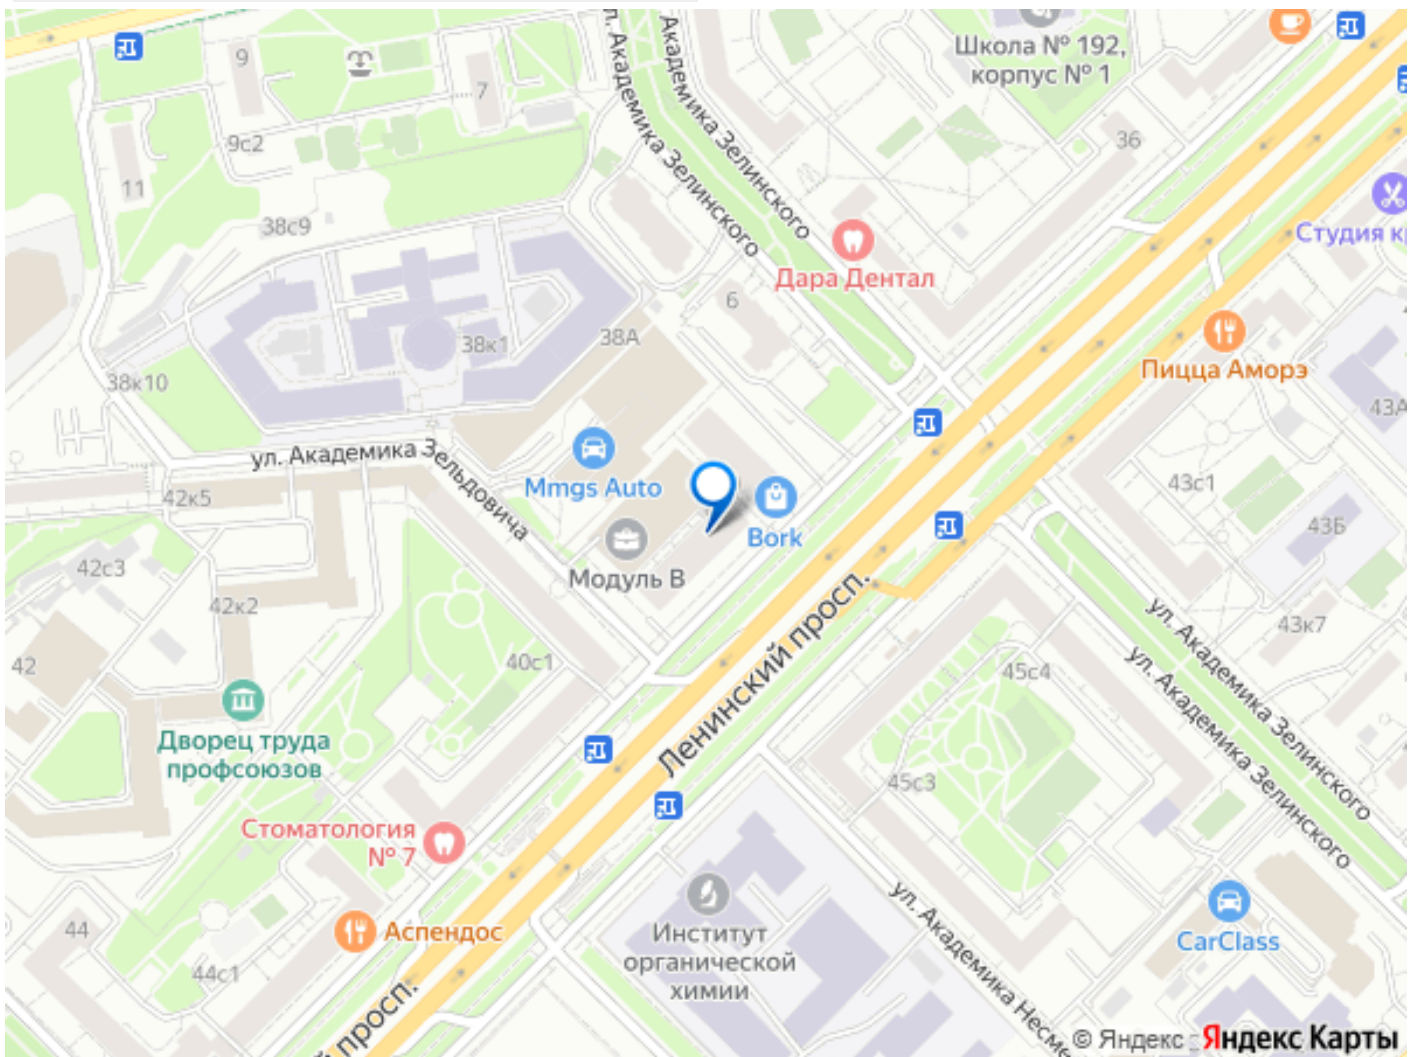 ул. Академика Зелинского
Академика Зелинского
Школа № 192,
корпус № 1
9
7
9с2
11
36
38с9
Дара Дентал
Студия
6
38А
38к1
38к10
Пицца Аморэ
43А
ул. Академика Зельдовича
Mmgs Auto
42к5
43с1
Bork
43Б
Модуль В
42с3
42к2
Ленинский просп.
43к7
42
40с1
45с4
ул. Академика Зелинского
ул. Академика Зелинского
Дворец труда
профсоюзов
45с3
Стоматология
№ 7
44
Аспендос
Институт
органической
химии
ул. Академика Несме
CarClass
44с1
й просп.
© Яндекс
Яндекс Карты